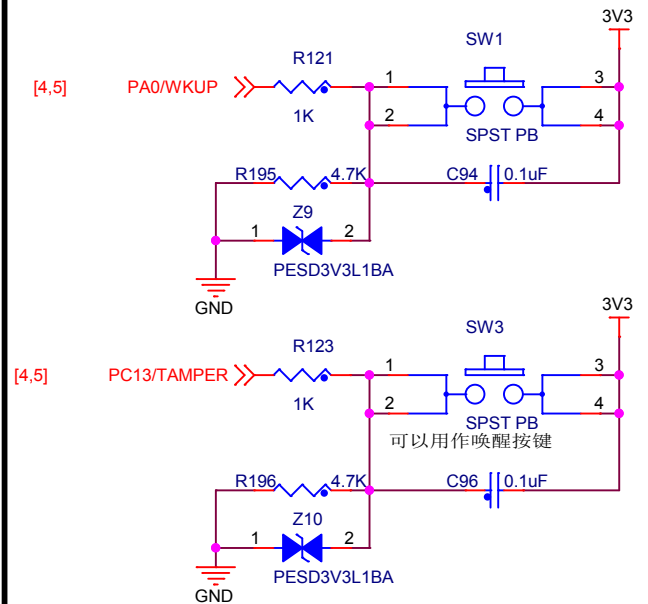 3V3
SW1
R121
[4,5] PA0/WKUP 1 3
1K 2 4
SPST PB
R195 4.7K C94 0.1uF
Z9
1 2
PESD3V3L1BA
GND
3V3
SW3
R123
[4,5] PC13/TAMPER 1 3
1K 2 4
SPST PB
可以用作唤醒按键
R196 4.7K C96 0.1uF
Z10
1 2
PESD3V3L1BA
GND